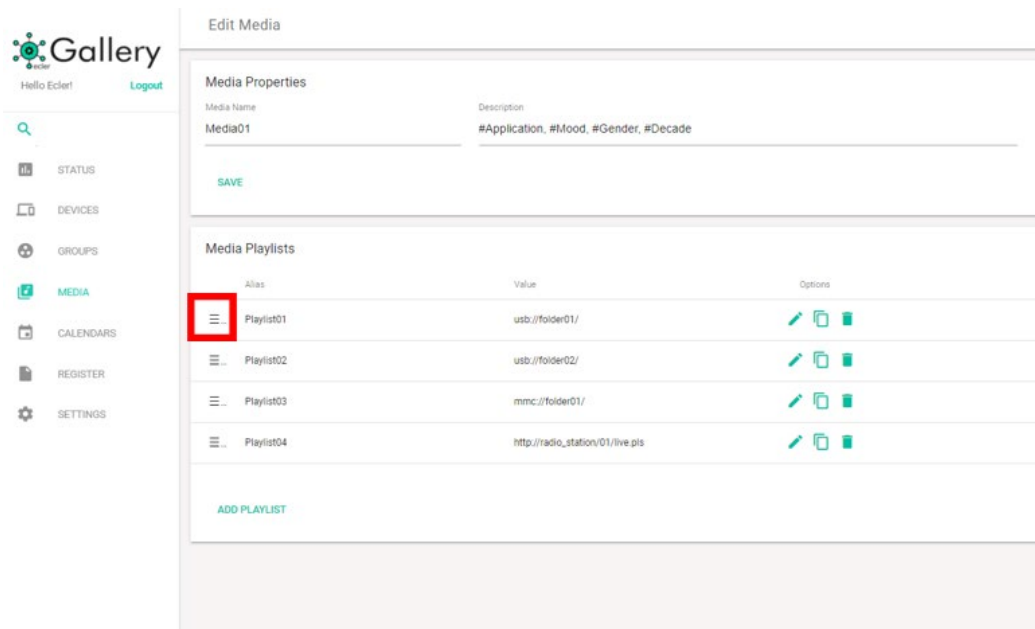 Edit Media
Gallery
ecler
Hello Ecler!
Logout
STATUS
DEVICES
GROUPS
MEDIA
CALENDARS
REGISTER
SETTINGS
Media Properties
Media Name
Description
Media01
#Application, #Mood, #Gender, #Decade
SAVE
Media Playlists
Alias
Value
Options
Playlist01
usb://folder01/
Playlist02
usb://folder02/
Playlist03
mmc://folder01/
Playlist04
http://radio_station/01/live.pls
ADD PLAYLIST